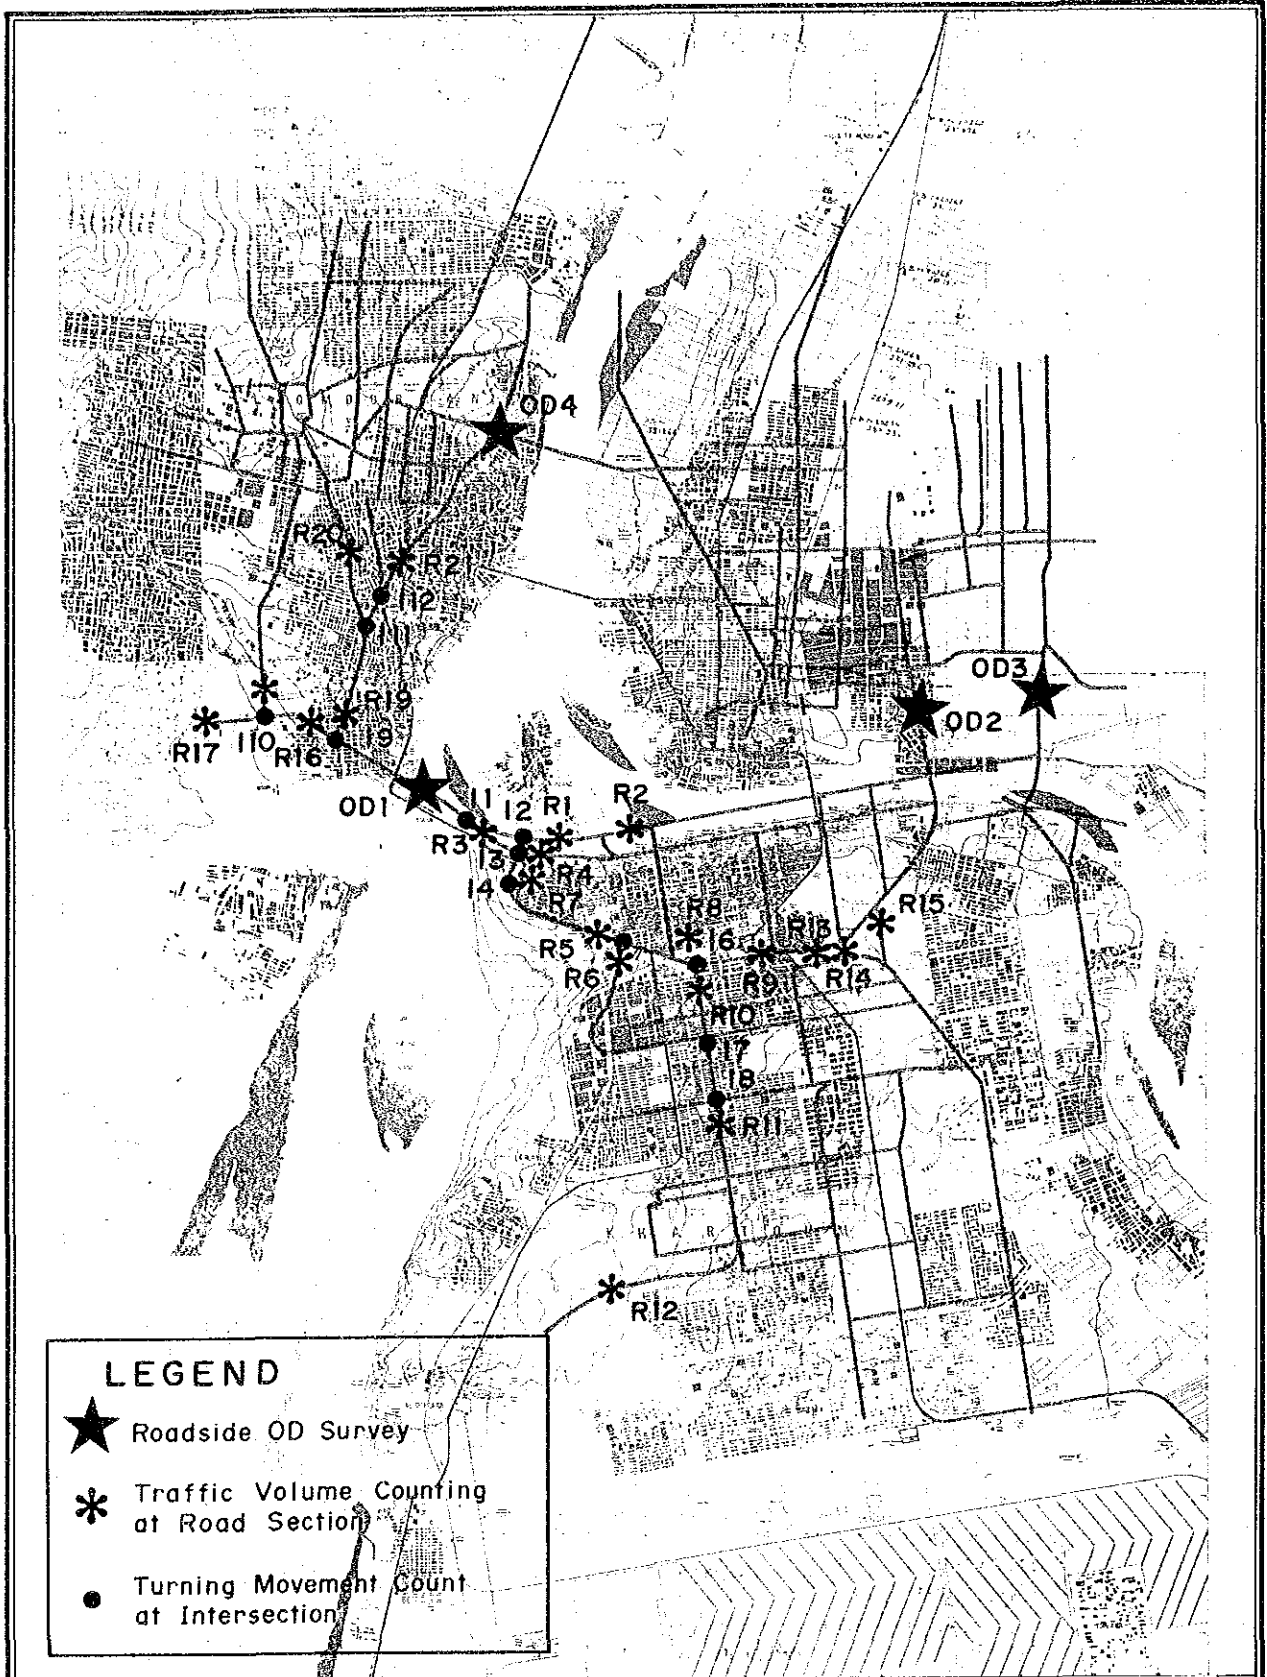 OMDURMAN
OD4
R20
R21
I12
I11
OD3
OD2
R19
I9
R17
I10
R16
OD1
I1
I2
R1
R2
R3
I3
R4
I4
R7
R8
R15
R5
I6
R13
R6
R9
R14
R10
I7
I8
R11
KHARTOUM
R12
LEGEND
Roadside OD Survey
Traffic Volume Counting
at Road Section
Turning Movement Count
at Intersection